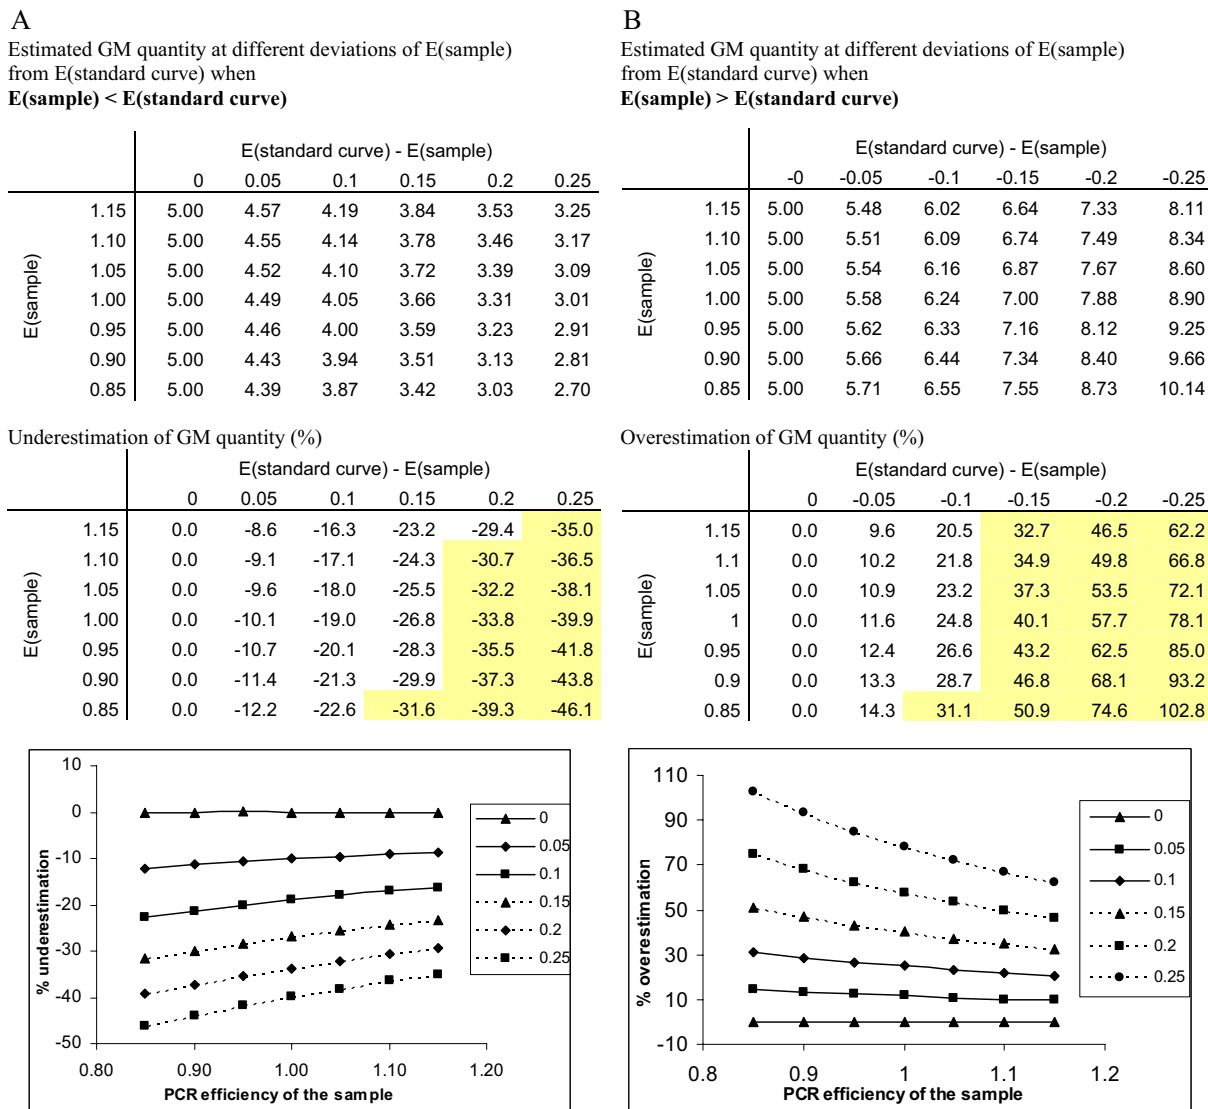 A
Estimated GM quantity at different deviations of E(sample)
from E(standard curve) when
E(sample) < E(standard curve)
E(standard curve) - E(sample)
0 0.05 0.1 0.15 0.2 0.25
E(sample)
1.15 5.00 4.57 4.19 3.84 3.53 3.25
1.10 5.00 4.55 4.14 3.78 3.46 3.17
1.05 5.00 4.52 4.10 3.72 3.39 3.09
1.00 5.00 4.49 4.05 3.66 3.31 3.01
0.95 5.00 4.46 4.00 3.59 3.23 2.91
0.90 5.00 4.43 3.94 3.51 3.13 2.81
0.85 5.00 4.39 3.87 3.42 3.03 2.70
Underestimation of GM quantity (%)
E(standard curve) - E(sample)
0 0.05 0.1 0.15 0.2 0.25
E(sample)
1.15 0.0 -8.6 -16.3 -23.2 -29.4 -35.0
1.10 0.0 -9.1 -17.1 -24.3 -30.7 -36.5
1.05 0.0 -9.6 -18.0 -25.5 -32.2 -38.1
1.00 0.0 -10.1 -19.0 -26.8 -33.8 -39.9
0.95 0.0 -10.7 -20.1 -28.3 -35.5 -41.8
0.90 0.0 -11.4 -21.3 -29.9 -37.3 -43.8
0.85 0.0 -12.2 -22.6 -31.6 -39.3 -46.1
% underestimation
10
0
-10
-20
-30
-40
-50
0.80 0.90 1.00 1.10 1.20
PCR efficiency of the sample
0
0.05
0.1
0.15
0.2
0.25
B
Estimated GM quantity at different deviations of E(sample)
from E(standard curve) when
E(sample) > E(standard curve)
E(standard curve) - E(sample)
-0 -0.05 -0.1 -0.15 -0.2 -0.25
E(sample)
1.15 5.00 5.48 6.02 6.64 7.33 8.11
1.10 5.00 5.51 6.09 6.74 7.49 8.34
1.05 5.00 5.54 6.16 6.87 7.67 8.60
1.00 5.00 5.58 6.24 7.00 7.88 8.90
0.95 5.00 5.62 6.33 7.16 8.12 9.25
0.90 5.00 5.66 6.44 7.34 8.40 9.66
0.85 5.00 5.71 6.55 7.55 8.73 10.14
Overestimation of GM quantity (%)
E(standard curve) - E(sample)
0 -0.05 -0.1 -0.15 -0.2 -0.25
E(sample)
1.15 0.0 9.6 20.5 32.7 46.5 62.2
1.1 0.0 10.2 21.8 34.9 49.8 66.8
1.05 0.0 10.9 23.2 37.3 53.5 72.1
1 0.0 11.6 24.8 40.1 57.7 78.1
0.95 0.0 12.4 26.6 43.2 62.5 85.0
0.9 0.0 13.3 28.7 46.8 68.1 93.2
0.85 0.0 14.3 31.1 50.9 74.6 102.8
% overestimation
110
90
70
50
30
10
-10
0.8 0.9 1 1.1 1.2
PCR efficiency of the sample
0
0.05
0.1
0.15
0.2
0.25